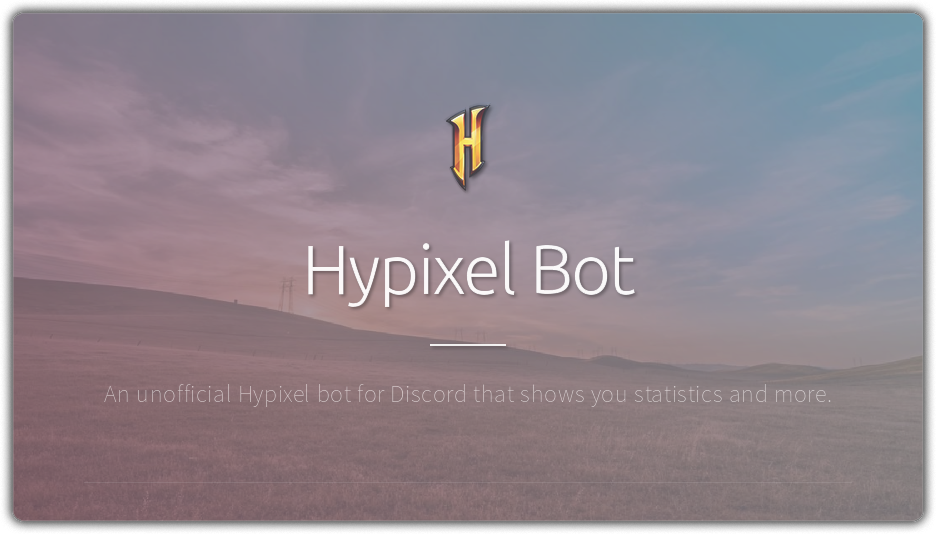 H
Hypixel Bot
An unofficial Hypixel bot for Discord that shows you statistics and more.